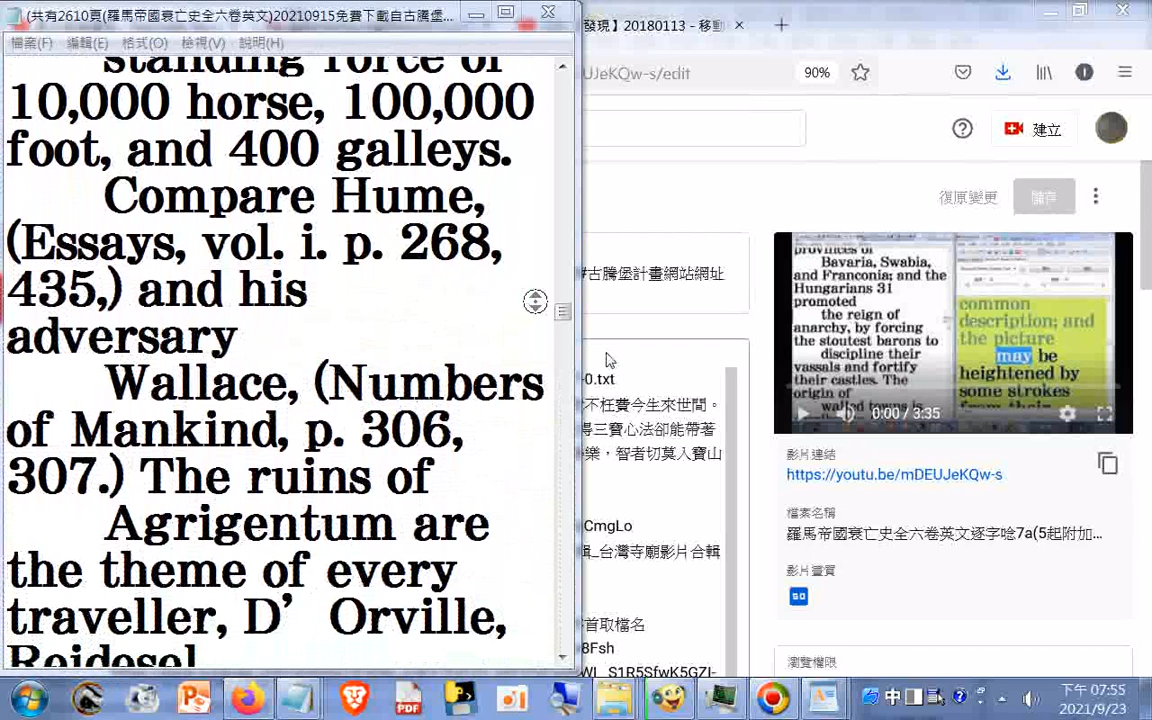 (共有2610頁(羅馬帝國衰亡史全六卷英文)20210915免費下載自古騰堡...
檔案(F) 編輯(E) 格式(O) 檢視(V) 說明(H)
standing force of
10,000 horse, 100,000
foot, and 400 galleys.
Compare Hume,
(Essays, vol. i. p. 268,
435,) and his
adversary
Wallace, (Numbers
of Mankind, p. 306,
307.) The ruins of
Agrigentum are
the theme of every
traveller, D’ Orville,
Reidesel
發現】20180113 - 移動
UJeKQw-s/edit
90%
建立
復原變更
儲存
#古騰堡計畫網站網址
-0.txt
不枉費今生來世間。
得三寶心法卻能帶著
樂，智者切莫入寶山
CmgLo
輯_台灣寺廟影片合輯
首取檔名
8Fsh
WI_S1R5SfwK5GZI-
provinces of
Bavaria, Swabia,
and Franconia; and the
Hungarians 31
promoted
the reign of
anarchy, by forcing
the stoutest barons to
discipline their
vassals and fortify
their castles. The
origin of
walled towns is
common
description; and
the picture
may be
heightened by
some strokes
0:00 / 3:35
影片連結
https://youtu.be/mDEUJeKQw-s
檔案名稱
羅馬帝國衰亡史全六卷英文逐字唸7a(5起附加...
影片畫質
SD
瀏覽權限
中
下午 07:55
2021/9/23